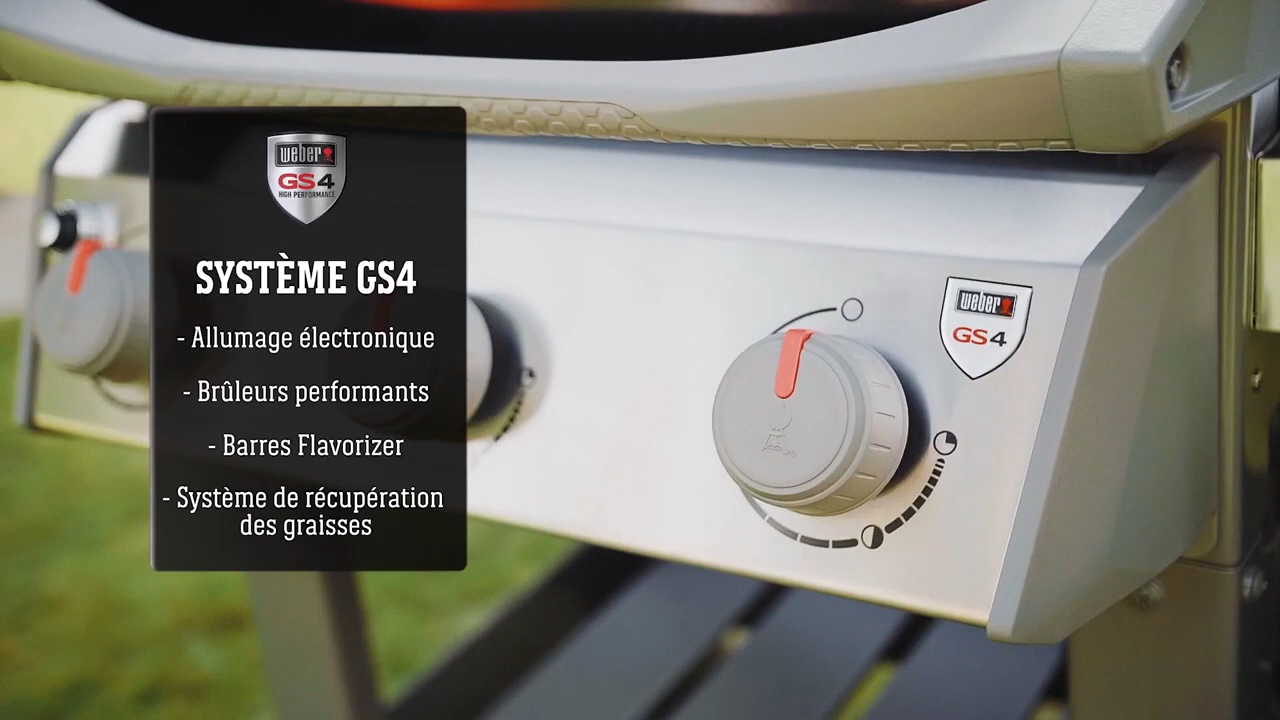 weber
GS4
HIGH PERFORMANCE
SYSTÈME GS4
- Allumage électronique
- Brûleurs performants
- Barres Flavorizer
- Système de récupération
des graisses
weber
GS4